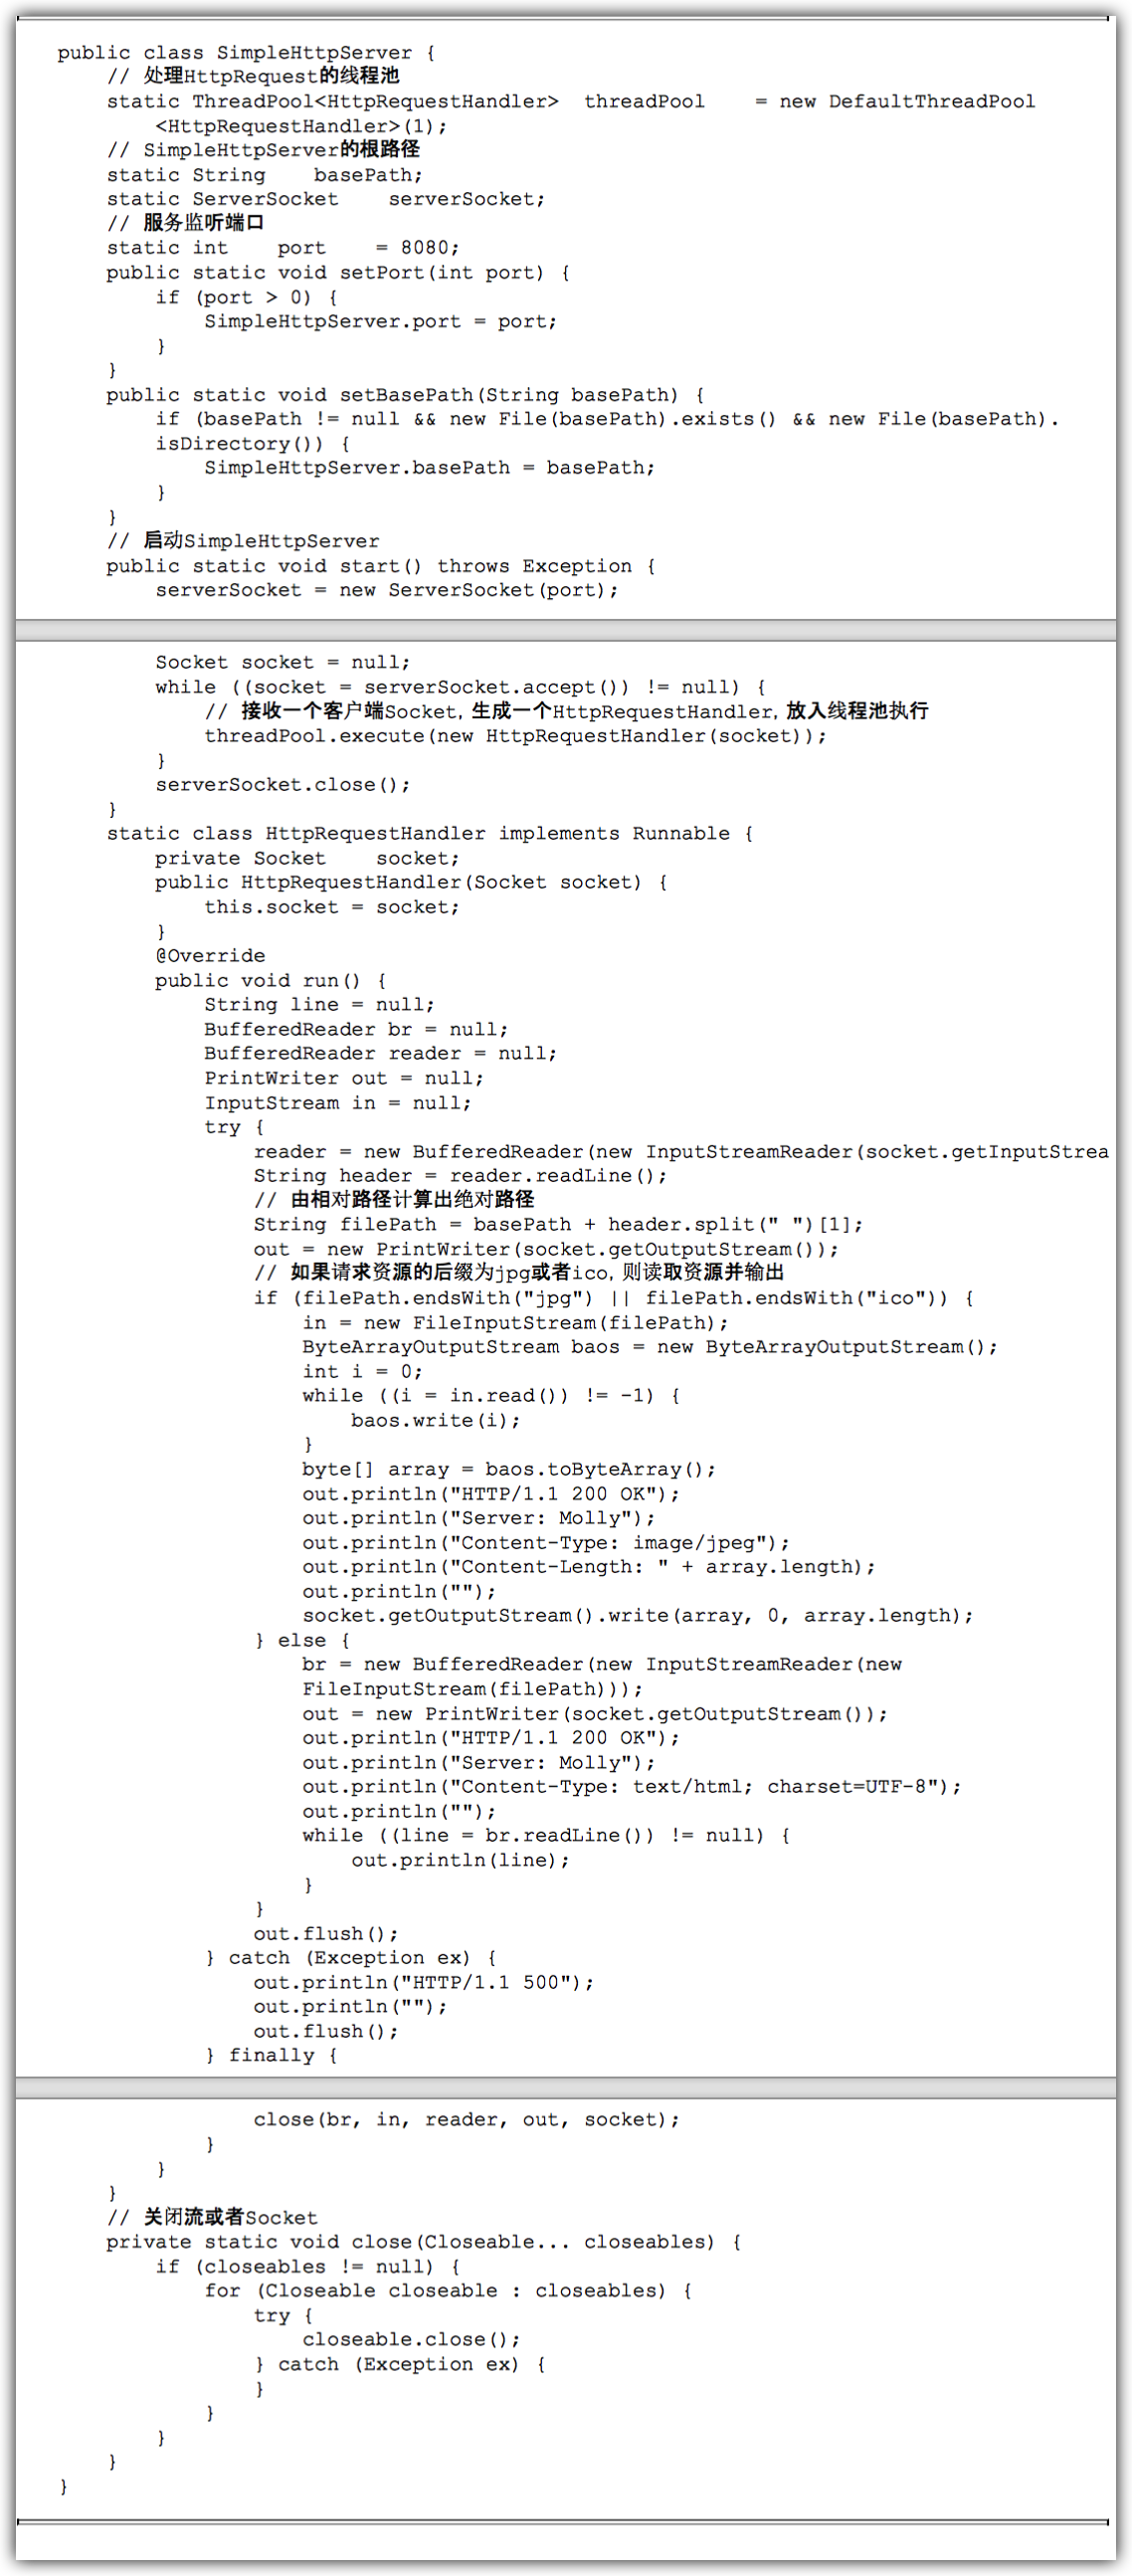 public class SimpleHttpServer {
    // 处理HttpRequest的线程池
    static ThreadPool<HttpRequestHandler>  threadPool    = new DefaultThreadPool
        <HttpRequestHandler>(1);
    // SimpleHttpServer的根路径
    static String    basePath;
    static ServerSocket    serverSocket;
    // 服务监听端口
    static int    port    = 8080;
    public static void setPort(int port) {
        if (port > 0) {
            SimpleHttpServer.port = port;
        }
    }
    public static void setBasePath(String basePath) {
        if (basePath != null && new File(basePath).exists() && new File(basePath).
        isDirectory()) {
            SimpleHttpServer.basePath = basePath;
        }
    }
    // 启动SimpleHttpServer
    public static void start() throws Exception {
        serverSocket = new ServerSocket(port);
        Socket socket = null;
        while ((socket = serverSocket.accept()) != null) {
            // 接收一个客户端Socket, 生成一个HttpRequestHandler, 放入线程池执行
            threadPool.execute(new HttpRequestHandler(socket));
        }
        serverSocket.close();
    }
    static class HttpRequestHandler implements Runnable {
        private Socket    socket;
        public HttpRequestHandler(Socket socket) {
            this.socket = socket;
        }
        @Override
        public void run() {
            String line = null;
            BufferedReader br = null;
            BufferedReader reader = null;
            PrintWriter out = null;
            InputStream in = null;
            try {
                reader = new BufferedReader(new InputStreamReader(socket.getInputStrea
                String header = reader.readLine();
                // 由相对路径计算出绝对路径
                String filePath = basePath + header.split(" ")[1];
                out = new PrintWriter(socket.getOutputStream());
                // 如果请求资源的后缀为jpg或者ico, 则读取资源并输出
                if (filePath.endsWith("jpg") || filePath.endsWith("ico")) {
                    in = new FileInputStream(filePath);
                    ByteArrayOutputStream baos = new ByteArrayOutputStream();
                    int i = 0;
                    while ((i = in.read()) != -1) {
                        baos.write(i);
                    }
                    byte[] array = baos.toByteArray();
                    out.println("HTTP/1.1 200 OK");
                    out.println("Server: Molly");
                    out.println("Content-Type: image/jpeg");
                    out.println("Content-Length: " + array.length);
                    out.println("");
                    socket.getOutputStream().write(array, 0, array.length);
                } else {
                    br = new BufferedReader(new InputStreamReader(new
                    FileInputStream(filePath)));
                    out = new PrintWriter(socket.getOutputStream());
                    out.println("HTTP/1.1 200 OK");
                    out.println("Server: Molly");
                    out.println("Content-Type: text/html; charset=UTF-8");
                    out.println("");
                    while ((line = br.readLine()) != null) {
                        out.println(line);
                    }
                }
                out.flush();
            } catch (Exception ex) {
                out.println("HTTP/1.1 500");
                out.println("");
                out.flush();
            } finally {
                close(br, in, reader, out, socket);
            }
        }
    }
    // 关闭流或者Socket
    private static void close(Closeable... closeables) {
        if (closeables != null) {
            for (Closeable closeable : closeables) {
                try {
                    closeable.close();
                } catch (Exception ex) {
                }
            }
        }
    }
}